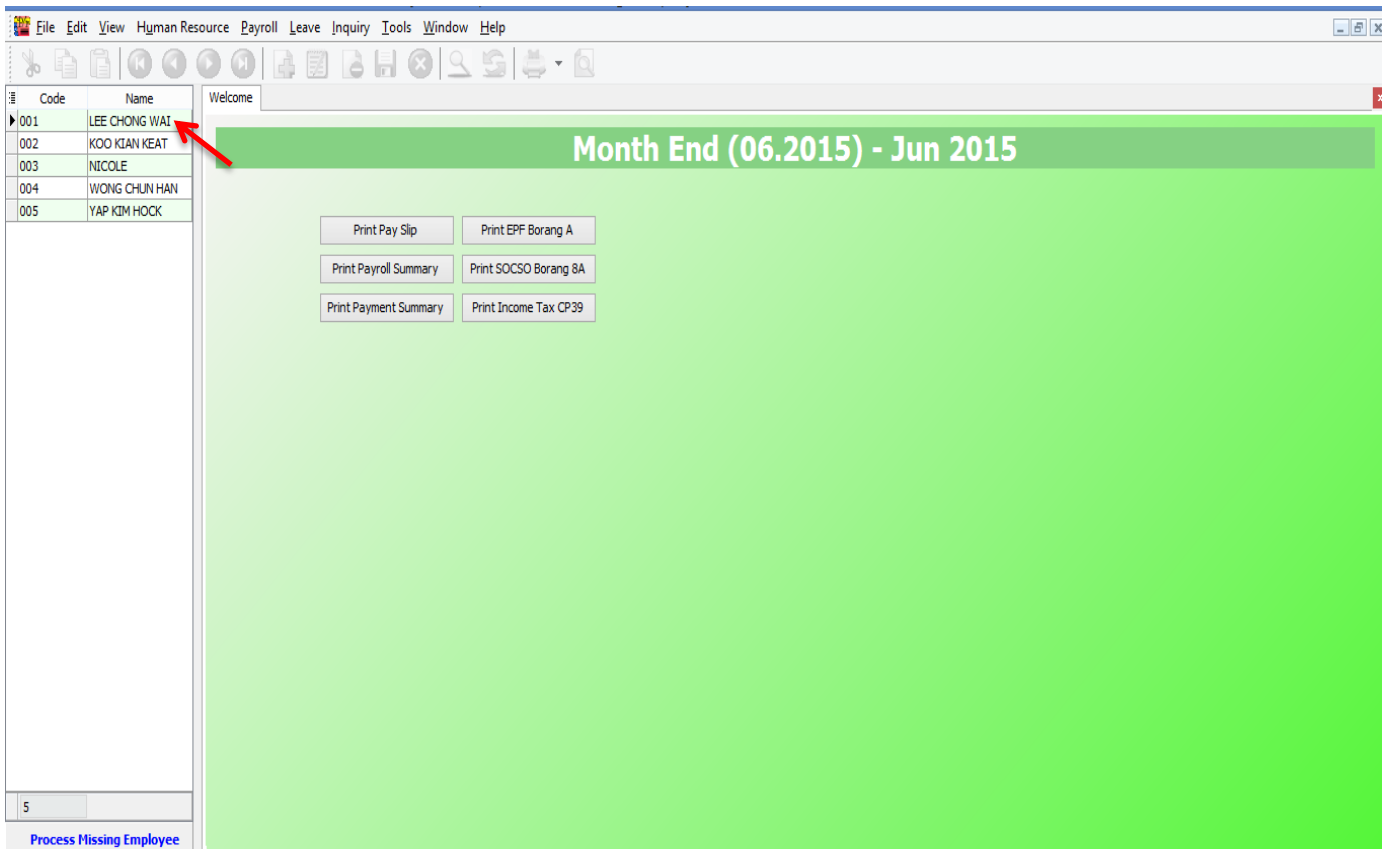 File Edit View Human Resource Payroll Leave Inquiry Tools Window Help
Code Name
Welcome
001 LEE CHONG WAI
002 KOO KIAN KEAT
003 NICOLE
004 WONG CHUN HAN
005 YAP KIM HOCK
Month End (06.2015) - Jun 2015
Print Pay Slip Print EPF Borang A
Print Payroll Summary Print SOCSO Borang 8A
Print Payment Summary Print Income Tax CP39
5
Process Missing Employee